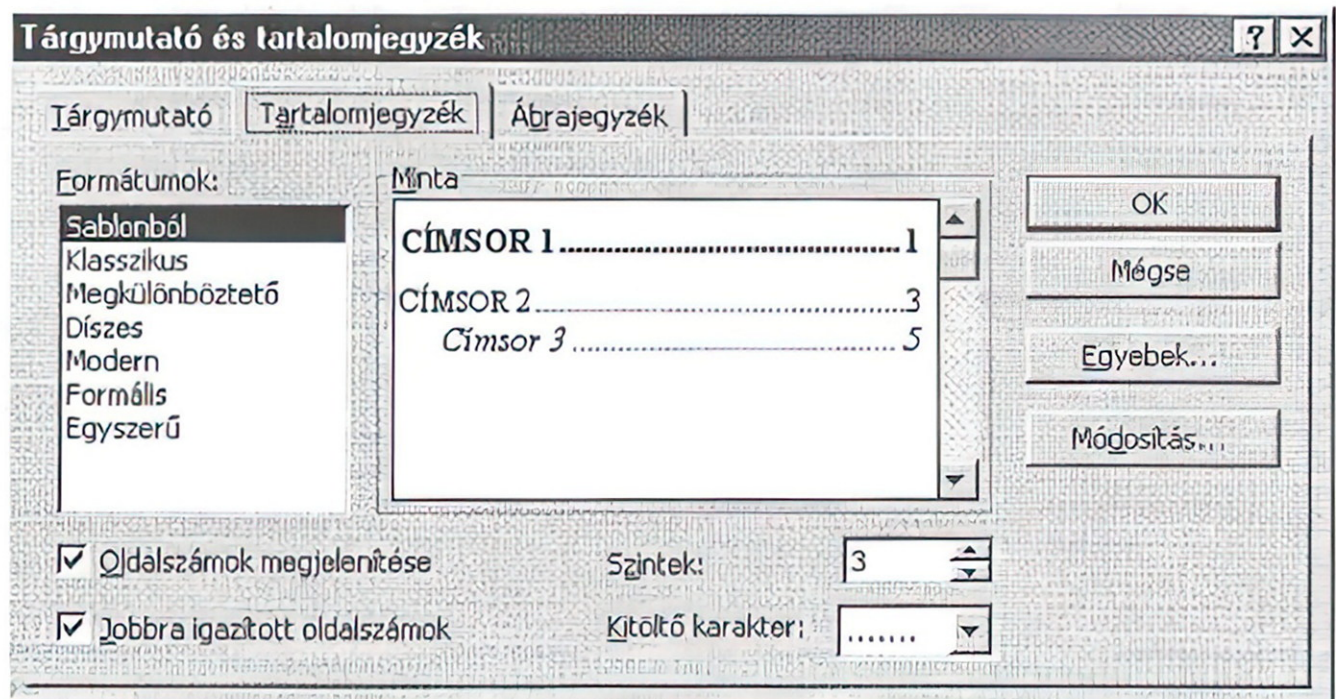 Tárgymutató és tartalomjegyzék
Tárgymutató
Tartalomjegyzék
Ábrajegyzék
Formátumok:
Sablonból
Klasszikus
Megkülönböztető
Díszes
Modern
Formális
Egyszerű
Minta
CÍMSOR 1.......................................1
CÍMSOR 2.......................................3
Címsor 3.......................................5
OK
Mégse
Egyebek...
Módosítás...
Oldalszámok megjelenítése
Jobbra igazított oldalszámok
Szintek: 3
Kitöltő karakter: .......